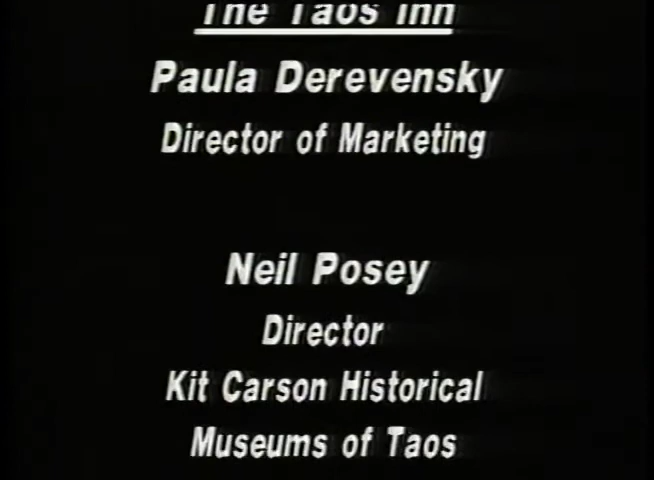 The Taos Inn
Paula Derevensky
Director of Marketing
Neil Posey
Director
Kit Carson Historical
Museums of Taos